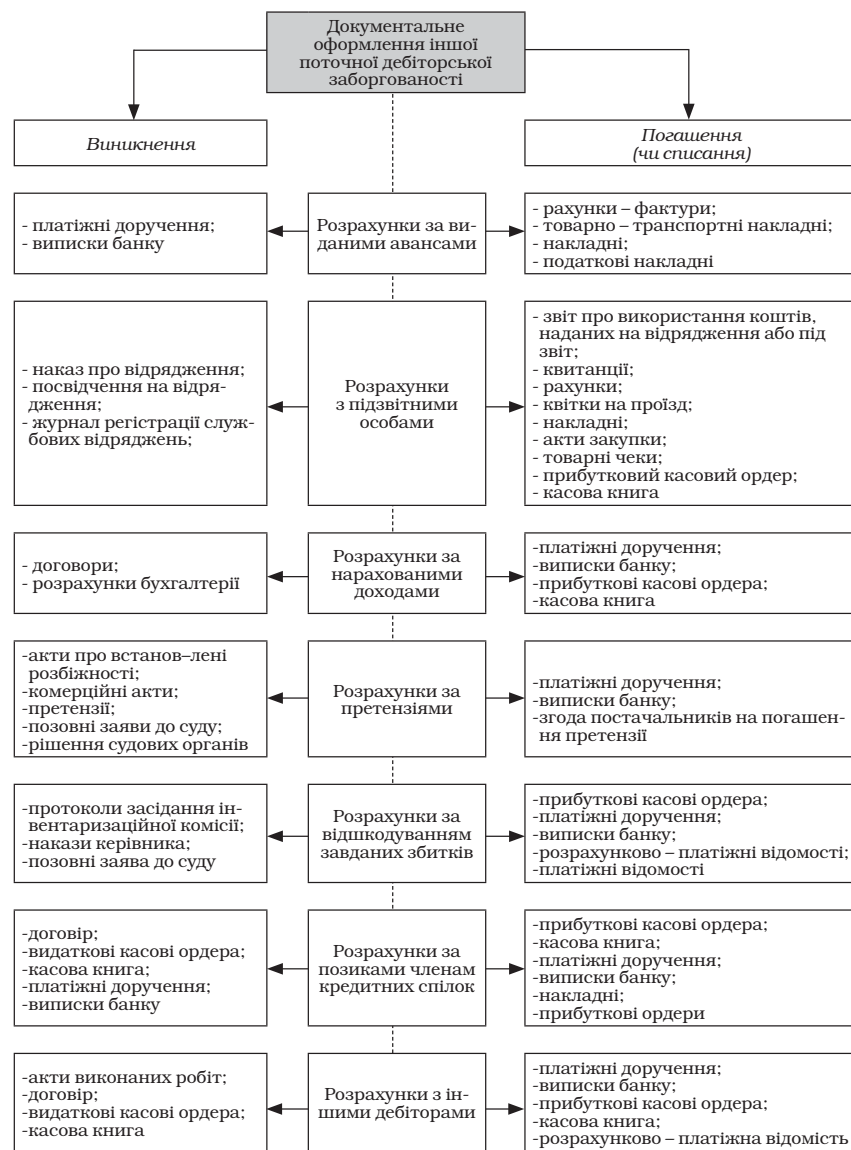 Документальне
оформлення іншої
поточної дебіторської
заборгованості
Виникнення
Погашення
(чи списання)
- платіжні доручення;
- виписки банку
Розрахунки за ви-
даними авансами
- рахунки – фактури;
- товарно – транспортні накладні;
- накладні;
- податкові накладні
- наказ про відрядження;
- посвідчення на відря-
дження;
- журнал регістрації служ-
бових відряджень;
Розрахунки
з підзвітними
особами
- звіт про використання коштів,
наданих на відрядження або під
звіт;
- квитанції;
- рахунки;
- квітки на проїзд;
- накладні;
- акти закупки;
- товарні чеки;
- прибутковий касовий ордер;
- касова книга
- договори;
- розрахунки бухгалтерії
Розрахунки за
нарахованими
доходами
-платіжні доручення;
-виписки банку;
-прибуткові касові ордера;
-касова книга
-акти про встанов–лені
розбіжності;
-комерційні акти;
-претензії;
-позовні заяви до суду;
-рішення судових органів
Розрахунки за
претензіями
-платіжні доручення;
-виписки банку;
-згода постачальників на погашен-
ня претензії
-протоколи засідання ін-
вентаризаційної комісії;
-накази керівника;
-позовні заява до суду
Розрахунки за
відшкодуванням
завданих збитків
-прибуткові касові ордера;
-платіжні доручення;
-виписки банку;
-розрахунково – платіжні відомості;
-платіжні відомості
-договір;
-видаткові касові ордера;
-касова книга;
-платіжні доручення;
-виписки банку
Розрахунки за
позиками членам
кредитних спілок
-прибуткові касові ордера;
-касова книга;
-платіжні доручення;
-виписки банку;
-накладні;
-прибуткові ордери
-акти виконаних робіт;
-договір;
-видаткові касові ордера;
-касова книга
Розрахунки з ін-
шими дебіторами
-платіжні доручення;
-виписки банку;
-прибуткові касові ордера;
-касова книга;
-розрахунково – платіжна відомість